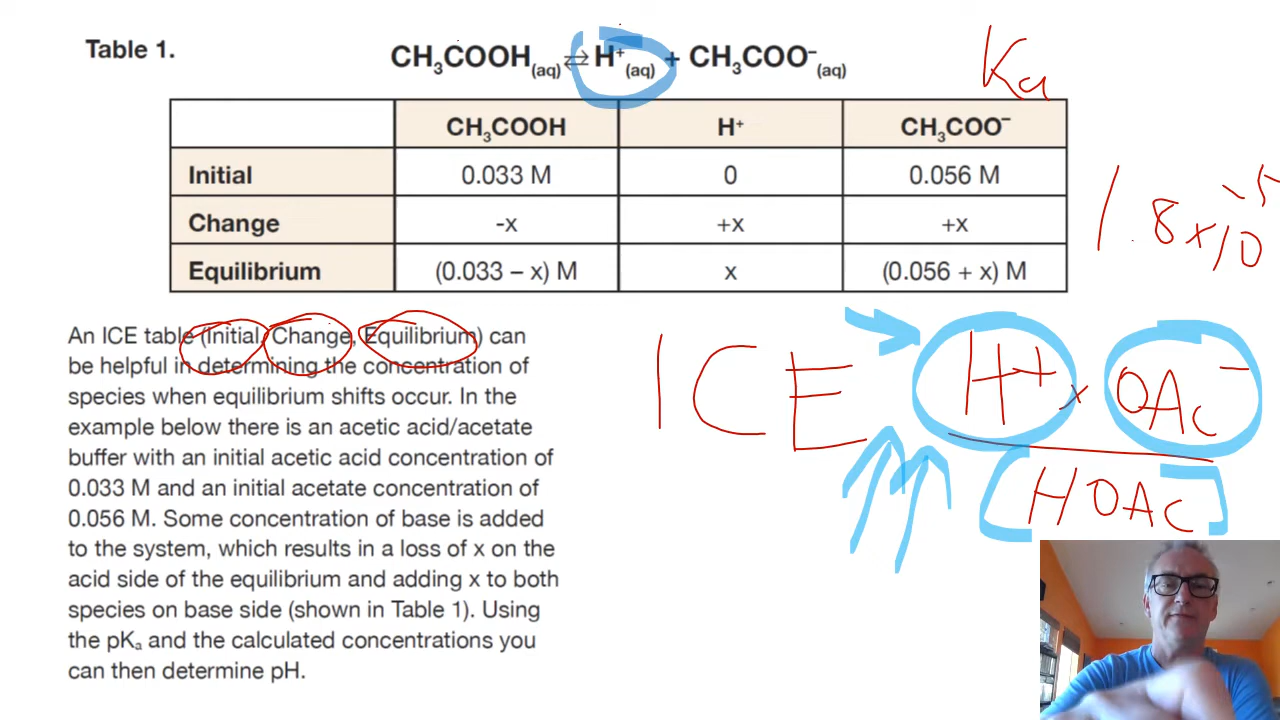 Table 1.
CH₃COOH(aq) ⇄ H⁺(aq) + CH₃COO⁻(aq)
Ka
CH₃COOH H⁺ CH₃COO⁻
Initial 0.033 M 0 0.056 M
Change -x +x +x
Equilibrium (0.033 – x) M x (0.056 + x) M
1.8x10⁻⁵
An ICE table (Initial, Change, Equilibrium) can
be helpful in determining the concentration of
species when equilibrium shifts occur. In the
example below there is an acetic acid/acetate
buffer with an initial acetic acid concentration of
0.033 M and an initial acetate concentration of
0.056 M. Some concentration of base is added
to the system, which results in a loss of x on the
acid side of the equilibrium and adding x to both
species on base side (shown in Table 1). Using
the pKₐ and the calculated concentrations you
can then determine pH.
ICE
H⁺ x OAc⁻
[HOAc]